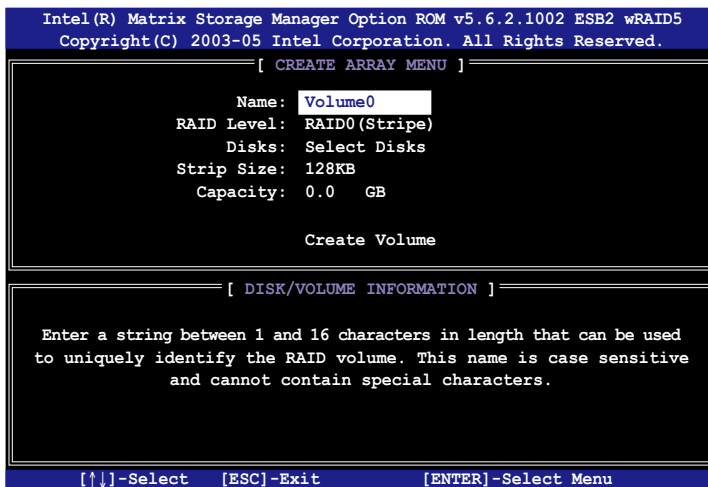 Intel(R) Matrix Storage Manager Option ROM v5.6.2.1002 ESB2 wRAID5
Copyright(C) 2003-05 Intel Corporation. All Rights Reserved.
[ CREATE ARRAY MENU ]
Name: Volume0
RAID Level: RAID0(Stripe)
Disks: Select Disks
Strip Size: 128KB
Capacity: 0.0 GB
Create Volume
[ DISK/VOLUME INFORMATION ]
Enter a string between 1 and 16 characters in length that can be used
to uniquely identify the RAID volume. This name is case sensitive
and cannot contain special characters.
[↑↓]-Select [ESC]-Exit [ENTER]-Select Menu